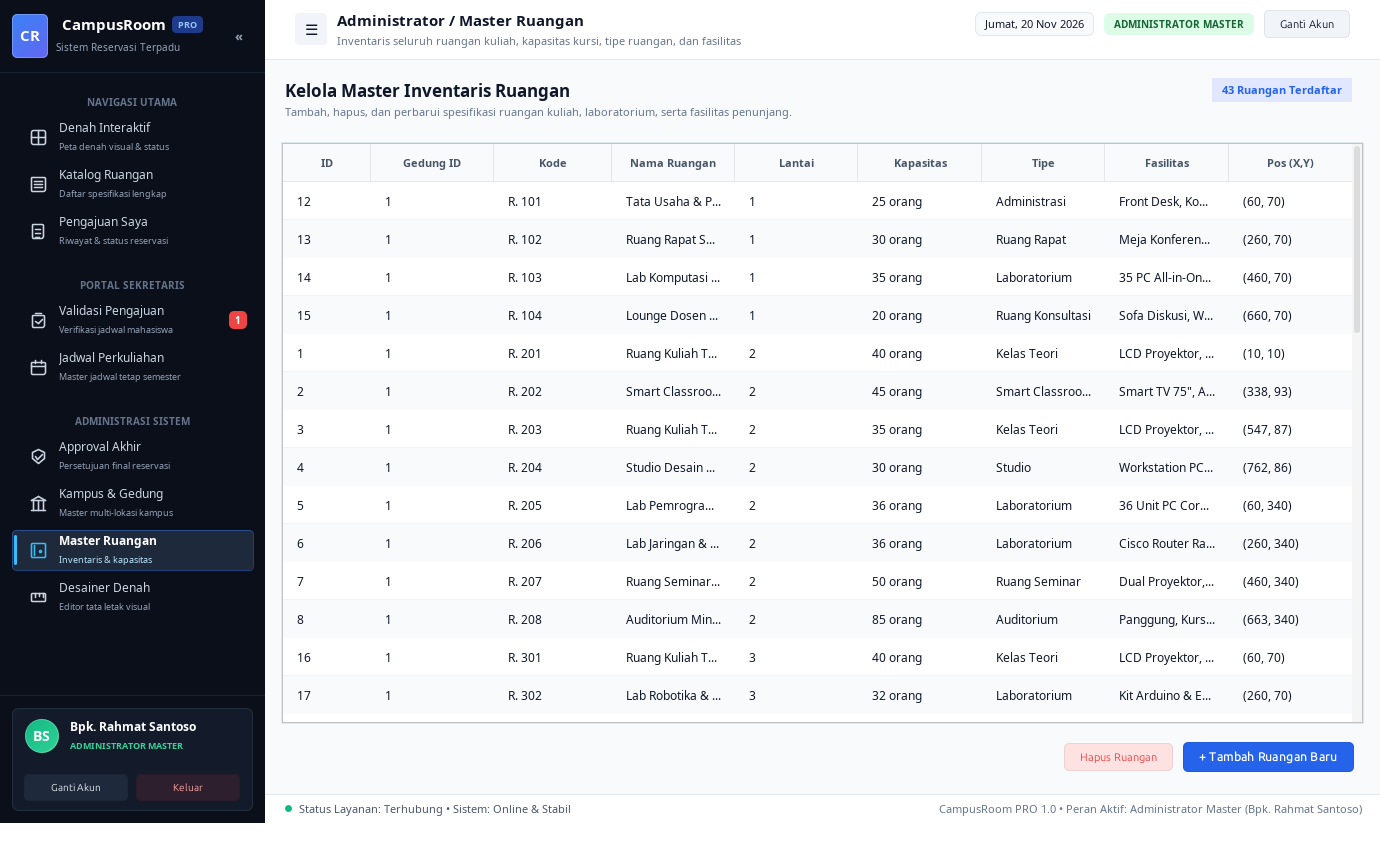 CR
CampusRoom PRO
Sistem Reservasi Terpadu
«
NAVIGASI UTAMA
Denah Interaktif
Peta denah visual & status
Katalog Ruangan
Daftar spesifikasi lengkap
Pengajuan Saya
Riwayat & status reservasi
PORTAL SEKRETARIS
Validasi Pengajuan
Verifikasi jadwal mahasiswa
1
Jadwal Perkuliahan
Master jadwal tetap semester
ADMINISTRASI SISTEM
Approval Akhir
Persetujuan final reservasi
Kampus & Gedung
Master multi-lokasi kampus
Master Ruangan
Inventaris & kapasitas
Desainer Denah
Editor tata letak visual
BS
Bpk. Rahmat Santoso
ADMINISTRATOR MASTER
Ganti Akun Keluar
☰
Administrator / Master Ruangan
Inventaris seluruh ruangan kuliah, kapasitas kursi, tipe ruangan, dan fasilitas
Jumat, 20 Nov 2026 ADMINISTRATOR MASTER Ganti Akun
Kelola Master Inventaris Ruangan
Tambah, hapus, dan perbarui spesifikasi ruangan kuliah, laboratorium, serta fasilitas penunjang.
43 Ruangan Terdaftar
ID Gedung ID Kode Nama Ruangan Lantai Kapasitas Tipe Fasilitas Pos (X,Y)
12 1 R. 101 Tata Usaha & P... 1 25 orang Administrasi Front Desk, Ko... (60, 70)
13 1 R. 102 Ruang Rapat S... 1 30 orang Ruang Rapat Meja Konferen... (260, 70)
14 1 R. 103 Lab Komputasi ... 1 35 orang Laboratorium 35 PC All-in-On... (460, 70)
15 1 R. 104 Lounge Dosen ... 1 20 orang Ruang Konsultasi Sofa Diskusi, W... (660, 70)
1 1 R. 201 Ruang Kuliah T... 2 40 orang Kelas Teori LCD Proyektor, ... (10, 10)
2 1 R. 202 Smart Classroo... 2 45 orang Smart Classroo... Smart TV 75", A... (338, 93)
3 1 R. 203 Ruang Kuliah T... 2 35 orang Kelas Teori LCD Proyektor, ... (547, 87)
4 1 R. 204 Studio Desain ... 2 30 orang Studio Workstation PC... (762, 86)
5 1 R. 205 Lab Pemrogra... 2 36 orang Laboratorium 36 Unit PC Cor... (60, 340)
6 1 R. 206 Lab Jaringan & ... 2 36 orang Laboratorium Cisco Router Ra... (260, 340)
7 1 R. 207 Ruang Seminar... 2 50 orang Ruang Seminar Dual Proyektor,... (460, 340)
8 1 R. 208 Auditorium Min... 2 85 orang Auditorium Panggung, Kurs... (663, 340)
16 1 R. 301 Ruang Kuliah T... 3 40 orang Kelas Teori LCD Proyektor, ... (60, 70)
17 1 R. 302 Lab Robotika & ... 3 32 orang Laboratorium Kit Arduino & E... (260, 70)
Hapus Ruangan + Tambah Ruangan Baru
Status Layanan: Terhubung • Sistem: Online & Stabil
CampusRoom PRO 1.0 • Peran Aktif: Administrator Master (Bpk. Rahmat Santoso)